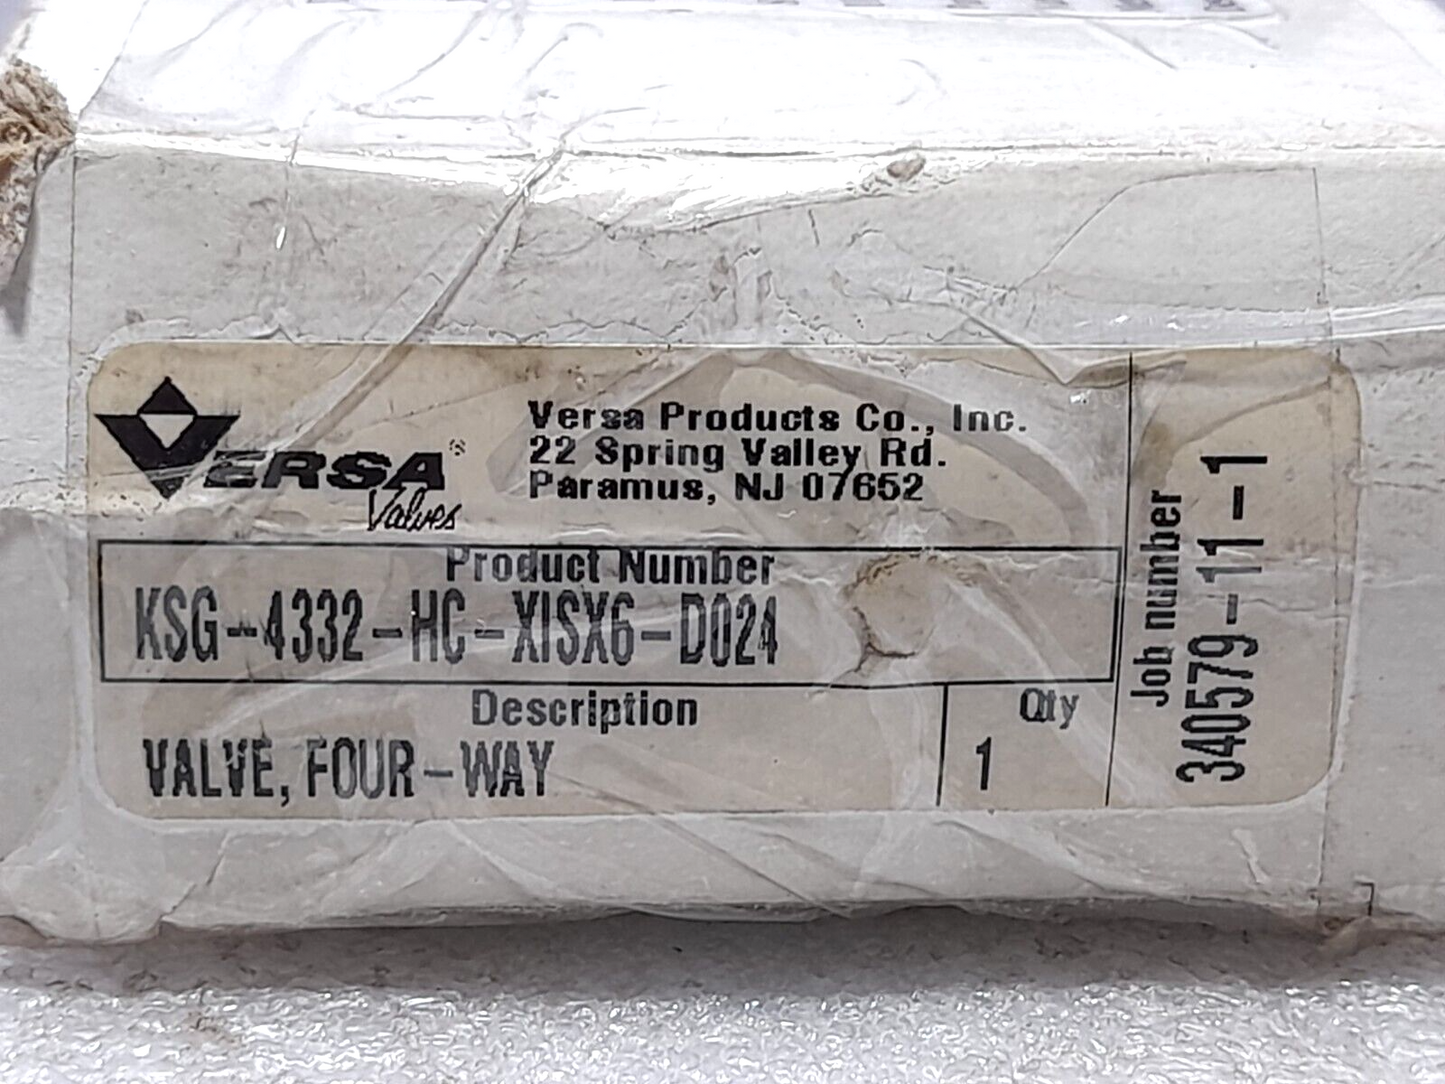 VERSA®
Valves
Versa Products Co., Inc.
22 Spring Valley Rd.
Paramus, NJ 07652
Product Number
KSG-4332-HC-XISX6-D024
Description
VALVE, FOUR-WAY
Qty
1
Job number
340579-11-1